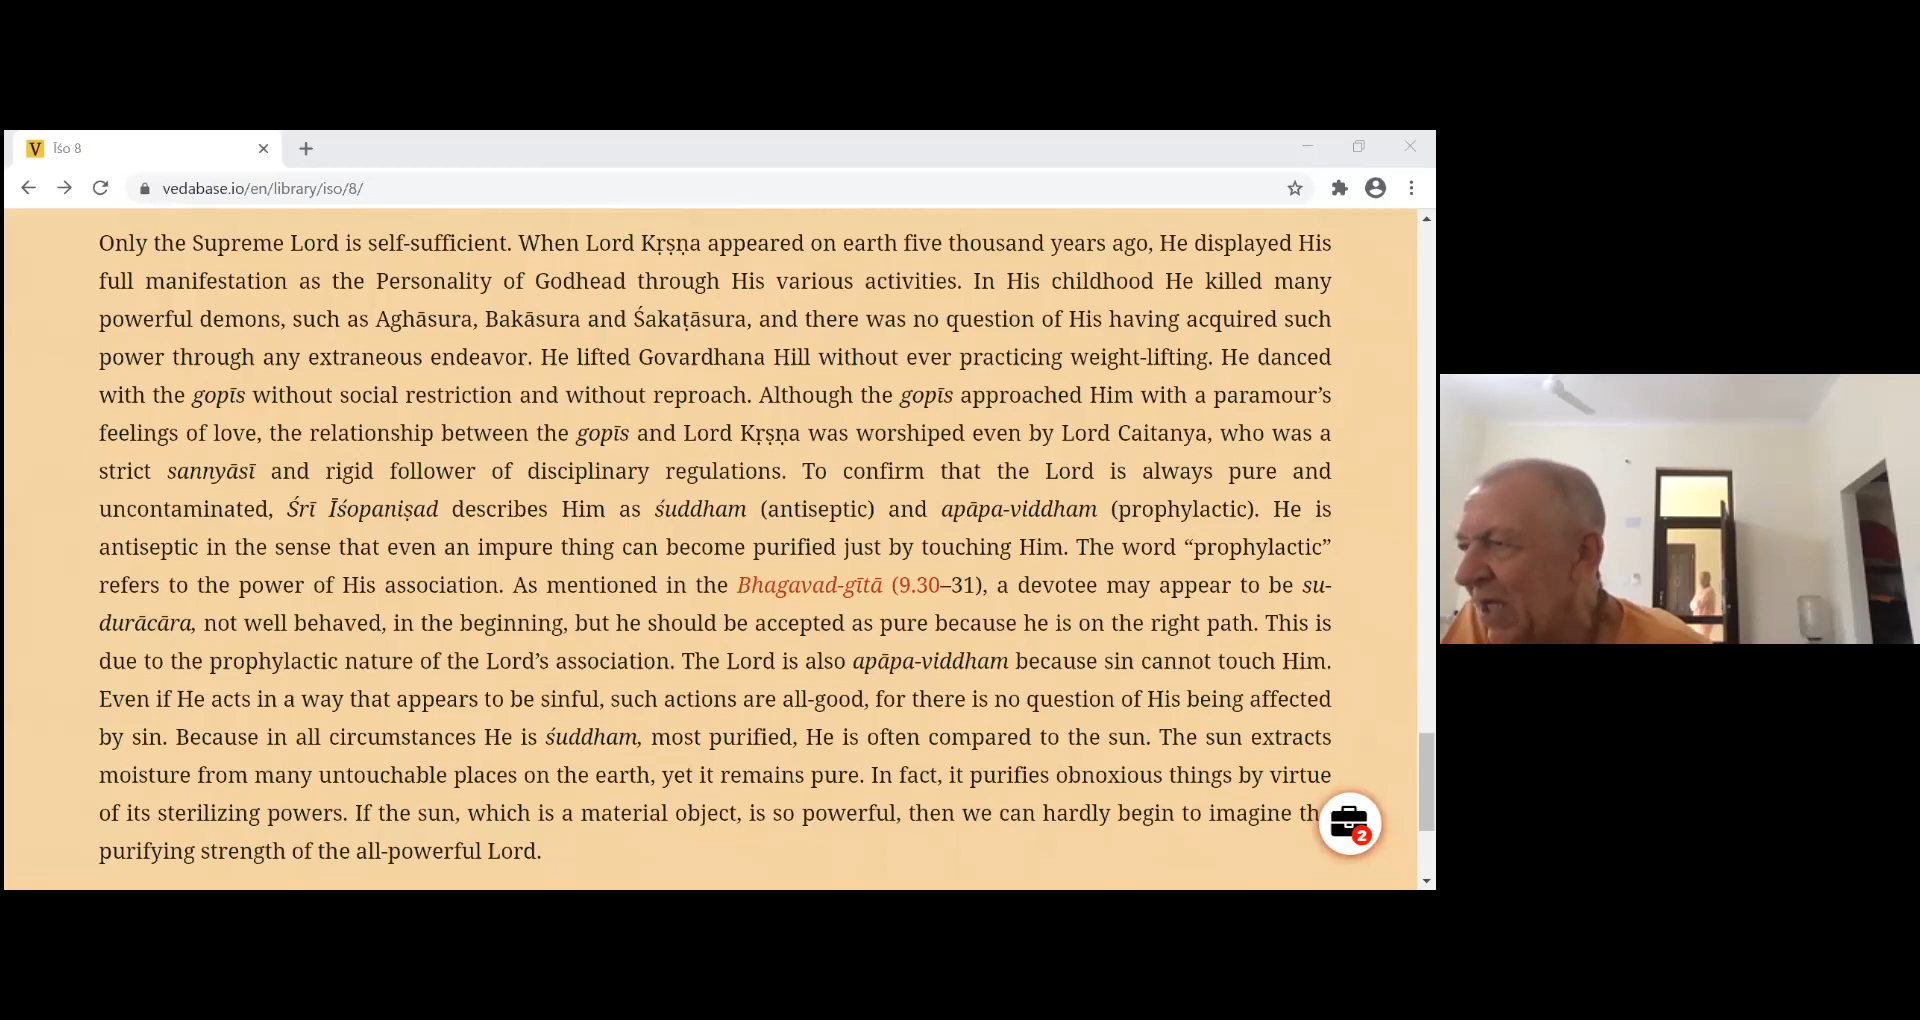 V Īśo 8
vedabase.io/en/library/iso/8/
Only the Supreme Lord is self-sufficient. When Lord Kṛṣṇa appeared on earth five thousand years ago, He displayed His
full manifestation as the Personality of Godhead through His various activities. In His childhood He killed many
powerful demons, such as Aghāsura, Bakāsura and Śakaṭāsura, and there was no question of His having acquired such
power through any extraneous endeavor. He lifted Govardhana Hill without ever practicing weight-lifting. He danced
with the gopīs without social restriction and without reproach. Although the gopīs approached Him with a paramour’s
feelings of love, the relationship between the gopīs and Lord Kṛṣṇa was worshiped even by Lord Caitanya, who was a
strict sannyāsī and rigid follower of disciplinary regulations. To confirm that the Lord is always pure and
uncontaminated, Śrī Īśopaniṣad describes Him as śuddham (antiseptic) and apāpa-viddham (prophylactic). He is
antiseptic in the sense that even an impure thing can become purified just by touching Him. The word “prophylactic”
refers to the power of His association. As mentioned in the Bhagavad-gītā (9.30–31), a devotee may appear to be su-
durācāra, not well behaved, in the beginning, but he should be accepted as pure because he is on the right path. This is
due to the prophylactic nature of the Lord’s association. The Lord is also apāpa-viddham because sin cannot touch Him.
Even if He acts in a way that appears to be sinful, such actions are all-good, for there is no question of His being affected
by sin. Because in all circumstances He is śuddham, most purified, He is often compared to the sun. The sun extracts
moisture from many untouchable places on the earth, yet it remains pure. In fact, it purifies obnoxious things by virtue
of its sterilizing powers. If the sun, which is a material object, is so powerful, then we can hardly begin to imagine th
purifying strength of the all-powerful Lord.
2